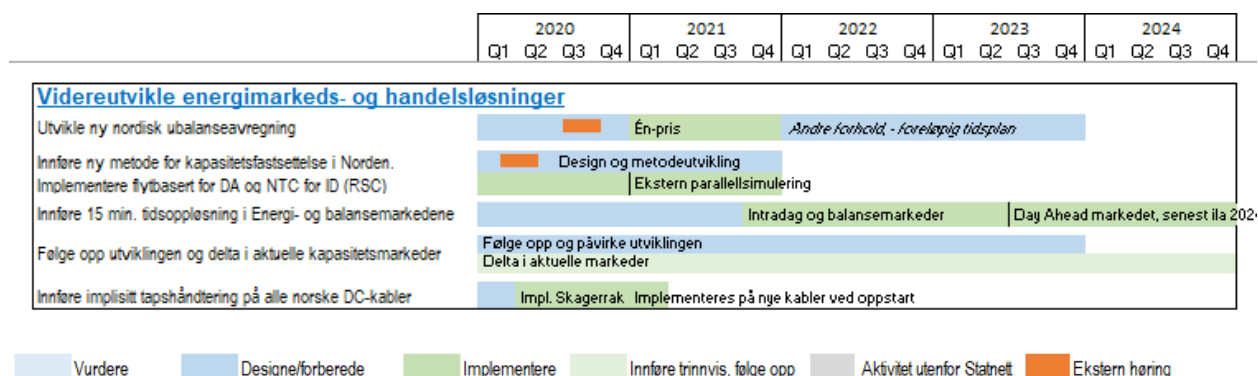 2020 2021 2022 2023 2024
Q1 Q2 Q3 Q4 Q1 Q2 Q3 Q4 Q1 Q2 Q3 Q4 Q1 Q2 Q3 Q4 Q1 Q2 Q3 Q4
Videreutvikle energimarkeds- og handelsløsninger
Utvikle ny nordisk ubalanseavregning Én-pris Andre forhold, - foreløpig tidsplan
Innføre ny metode for kapasitetsfastsettelse i Norden. Design og metodeutvikling
Implementere flytbasert for DA og NTC for ID (RSC) Ekstern parallellsimulering
Innføre 15 min. tidsoppløsning i Energi- og balansemarkedene Intradag og balansemarkeder Day Ahead markedet, senest ila 2024
Følge opp utviklingen og delta i aktuelle kapasitetsmarkeder Følge opp og påvirke utviklingen
Delta i aktuelle markeder
Innføre implisitt tapshåndtering på alle norske DC-kabler Impl. Skagerrak Implementeres på nye kabler ved oppstart
Vurdere Designe/forberede Implementere Innføre trinnvis, følge opp Aktivitet utenfor Statnett Ekstern høring